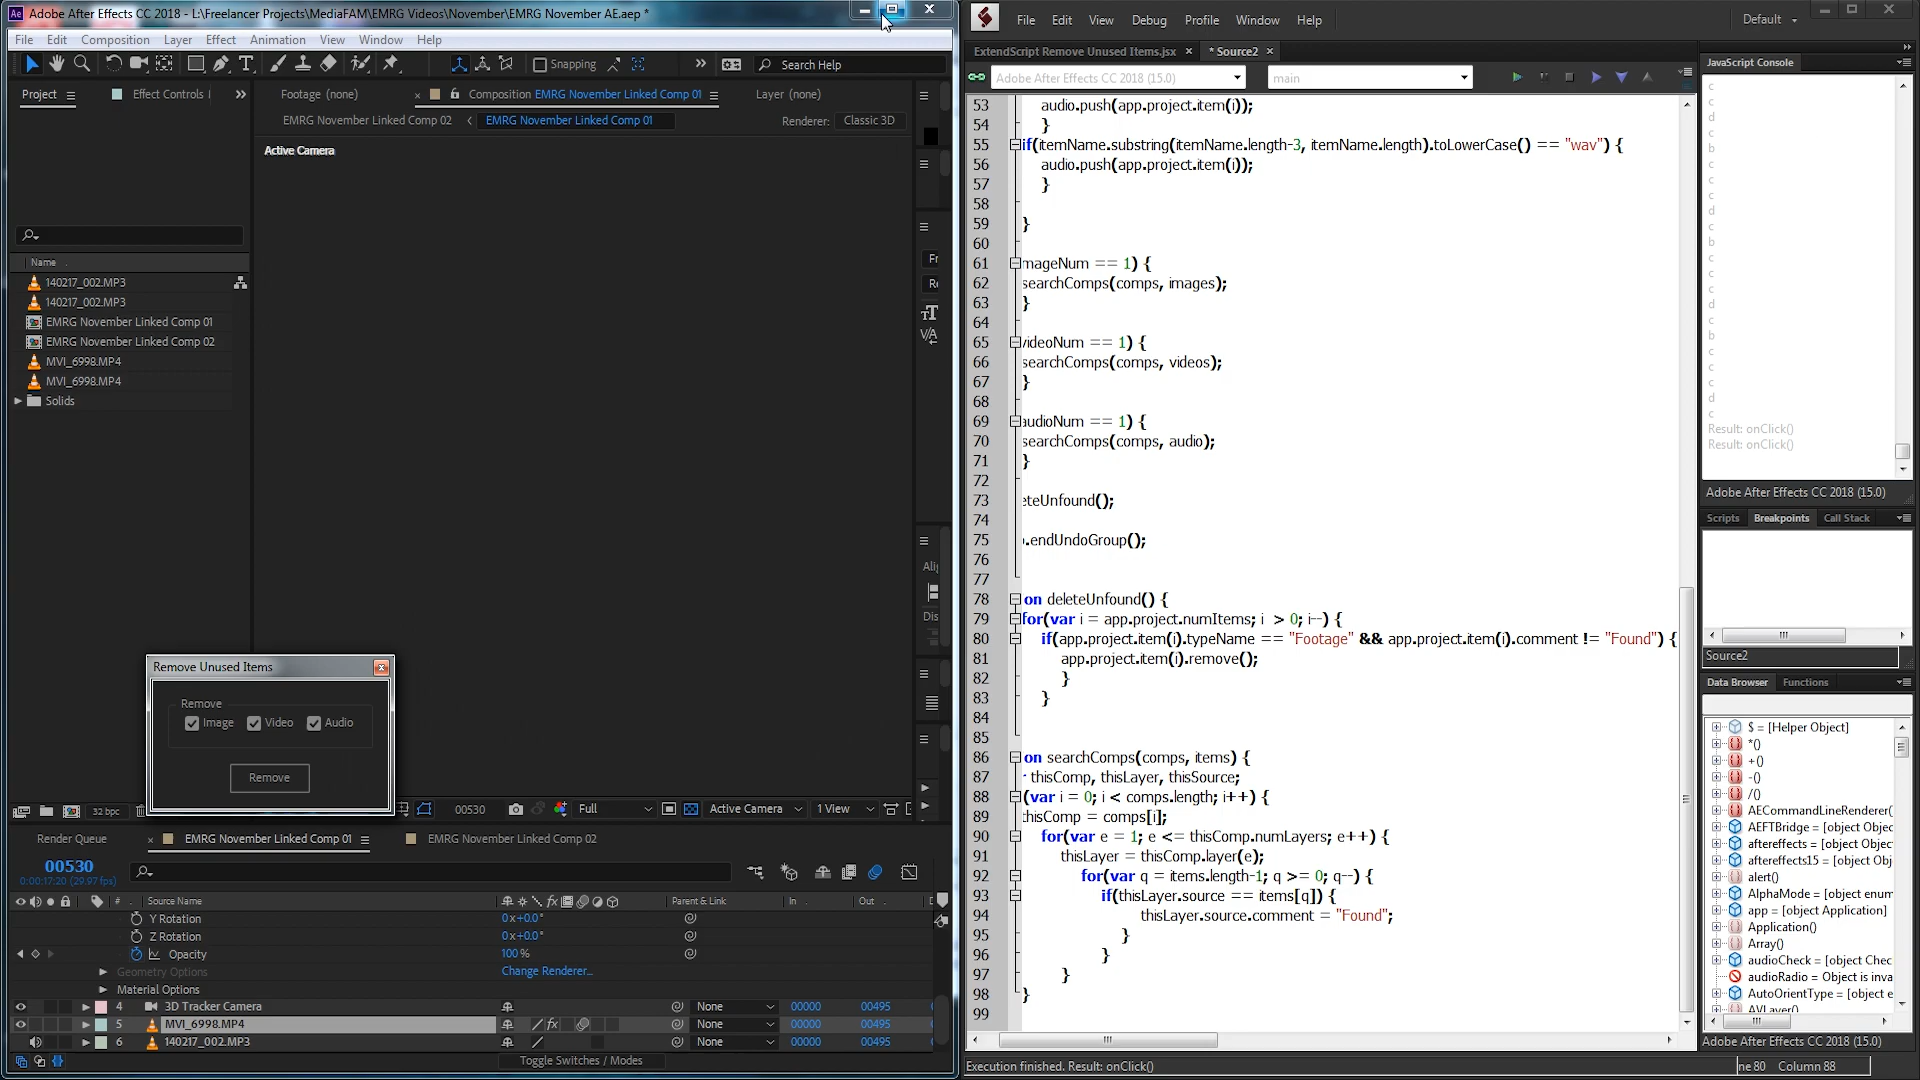 Adobe After Effects CC 2018 - L:\Freelancer Projects\MediaFAM\EMRG Videos\November\EMRG November AE.aep *
File Edit Composition Layer Effect Animation View Window Help
Snapping
Search Help
Project
Effect Controls
Footage (none)
Composition EMRG November Linked Comp 01
Layer (none)
EMRG November Linked Comp 02
EMRG November Linked Comp 01
Renderer: Classic 3D
Active Camera
Name
140217_002.MP3
140217_002.MP3
EMRG November Linked Comp 01
EMRG November Linked Comp 02
MVI_6998.MP4
MVI_6998.MP4
Solids
Remove Unused Items
Remove
Image Video Audio
Remove
32 bpc
00530
Full
Active Camera
1 View
Render Queue
EMRG November Linked Comp 01
EMRG November Linked Comp 02
00530
0:00:17:20 (29.97 fps)
# Source Name Parent & Link In Out
Y Rotation 0x+0.0°
Z Rotation 0x+0.0°
Opacity 100%
Geometry Options Change Renderer...
Material Options
4 3D Tracker Camera None 00000 00495
5 MVI_6998.MP4 None 00000 00495
6 140217_002.MP3 None 00000 00495
Toggle Switches / Modes
File Edit View Debug Profile Window Help
Default
ExtendScript Remove Unused Items.jsx
* Source2
Adobe After Effects CC 2018 (15.0)
main
53 audio.push(app.project.item(i));
54 }
55 if(itemName.substring(itemName.length-3, itemName.length).toLowerCase() == "wav") {
56 audio.push(app.project.item(i));
57 }
58
59 }
60
61 mageNum == 1) {
62 searchComps(comps, images);
63 }
64
65 videoNum == 1) {
66 searchComps(comps, videos);
67 }
68
69 audioNum == 1) {
70 searchComps(comps, audio);
71 }
72
73 eteUnfound();
74
75 .endUndoGroup();
76
77
78 on deleteUnfound() {
79 for(var i = app.project.numItems; i > 0; i--) {
80 if(app.project.item(i).typeName == "Footage" && app.project.item(i).comment != "Found") {
81 app.project.item(i).remove();
82 }
83 }
84
85
86 on searchComps(comps, items) {
87 thisComp, thisLayer, thisSource;
88 (var i = 0; i < comps.length; i++) {
89 thisComp = comps[i];
90 for(var e = 1; e <= thisComp.numLayers; e++) {
91 thisLayer = thisComp.layer(e);
92 for(var q = items.length-1; q >= 0; q--) {
93 if(thisLayer.source == items[q]) {
94 thisLayer.source.comment = "Found";
95 }
96 }
97 }
98 }
99
Execution finished. Result: onClick()
ne 80 Column 88
JavaScript Console
c
d
c
b
c
c
c
d
c
b
c
c
c
d
c
b
c
c
c
d
c
Result: onClick()
Result: onClick()
Adobe After Effects CC 2018 (15.0)
Scripts Breakpoints Call Stack
Source2
Data Browser Functions
$ = [Helper Object]
*()
+()
-()
/()
AECommandLineRenderer(
AEFTBridge = [object Objec
aftereffects = [object Object
aftereffects15 = [object Obj
alert()
AlphaMode = [object enum
app = [object Application]
Application()
Array()
audioCheck = [object Chec
audioRadio = Object is inva
AutoOrientType = [object e
AVLayer()
Adobe After Effects CC 2018 (15.0)